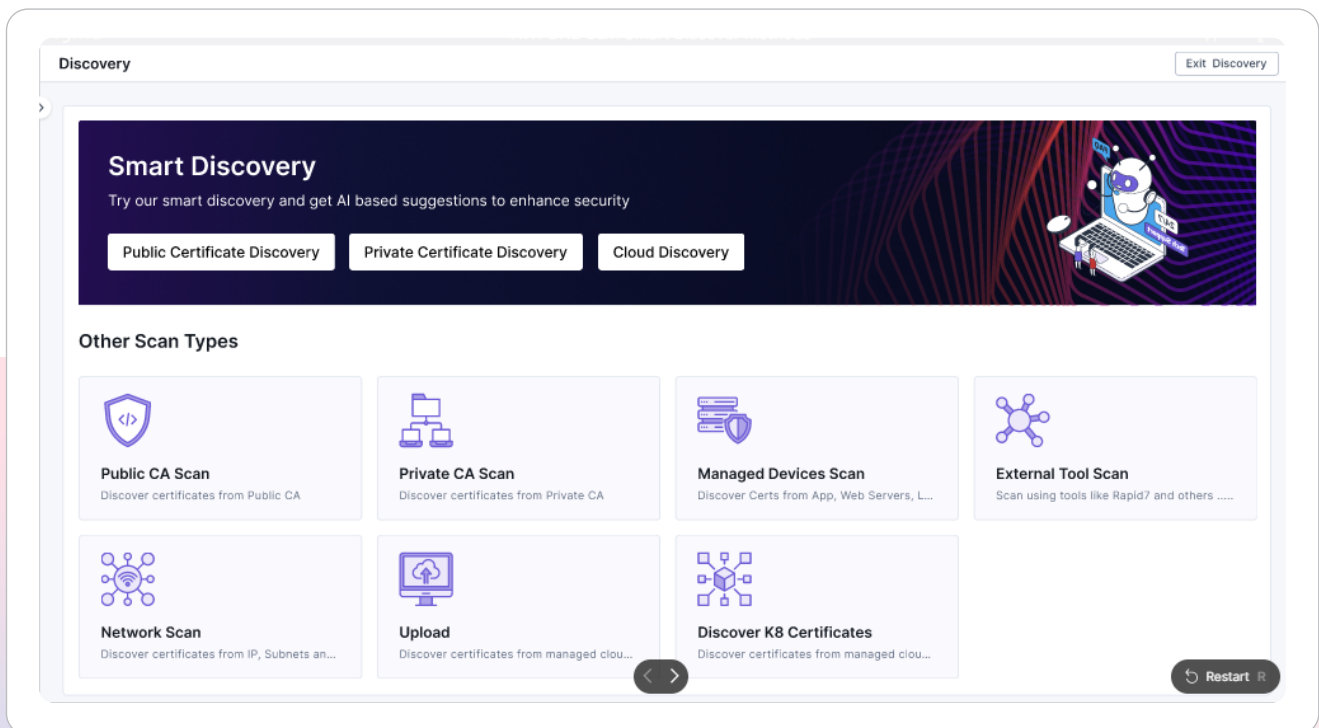 Discovery
Exit Discovery
Smart Discovery
Try our smart discovery and get AI based suggestions to enhance security
Public Certificate Discovery
Private Certificate Discovery
Cloud Discovery
Other Scan Types
Public CA Scan
Discover certificates from Public CA
Private CA Scan
Discover certificates from Private CA
Managed Devices Scan
Discover Certs from App, Web Servers, L...
External Tool Scan
Scan using tools like Rapid7 and others .....
Network Scan
Discover certificates from IP, Subnets an...
Upload
Discover certificates from managed clou...
Discover K8 Certificates
Discover certificates from managed clou...
Restart R